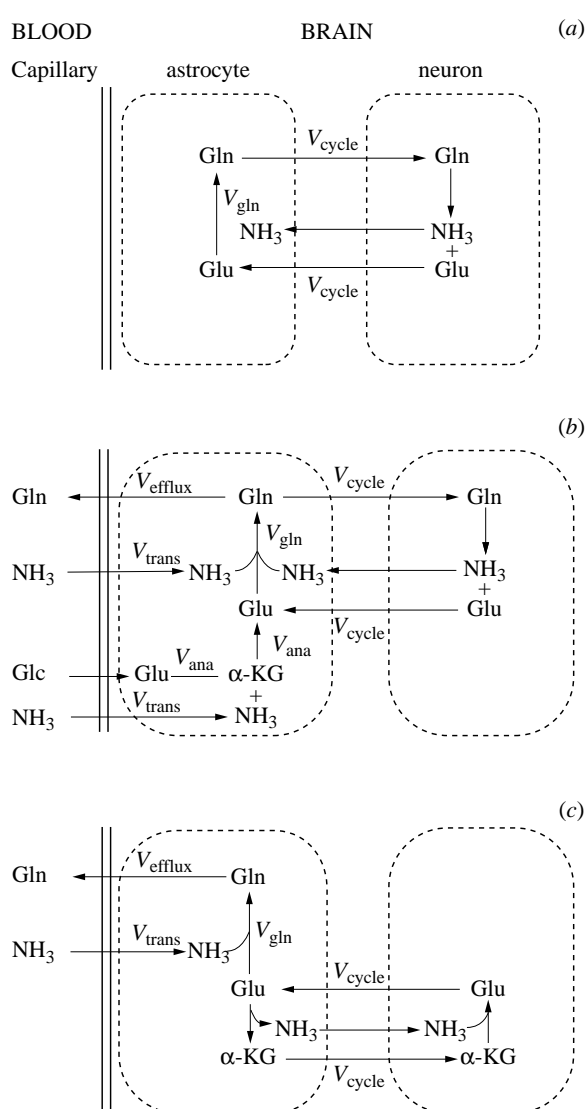 BLOOD BRAIN (a)
Capillary astrocyte neuron
Gln V_cycle Gln
V_gln
NH₃ NH₃
+
Glu V_cycle Glu
(b)
Gln V_efflux Gln V_cycle Gln
V_gln
NH₃ V_trans NH₃ NH₃ NH₃
+
Glu V_cycle Glu
V_ana
Glc Glu V_ana α-KG
+
NH₃ V_trans NH₃
(c)
Gln V_efflux Gln
NH₃ V_trans NH₃ V_gln
Glu V_cycle Glu
NH₃ NH₃
α-KG V_cycle α-KG